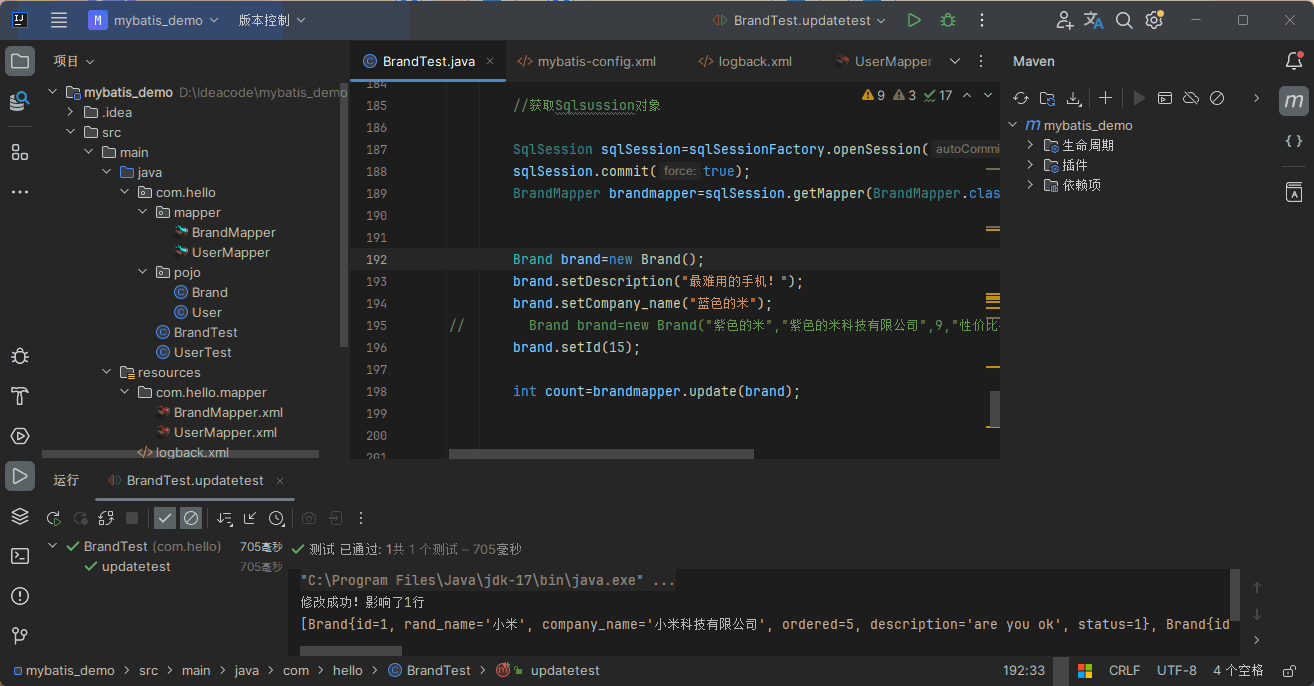 M mybatis_demo 版本控制 BrandTest.updatetest
项目
mybatis_demo D:\Ideacode\mybatis_demo
.idea
src
main
java
com.hello
mapper
BrandMapper
UserMapper
pojo
Brand
User
BrandTest
UserTest
resources
com.hello.mapper
BrandMapper.xml
UserMapper.xml
logback.xml
BrandTest.java mybatis-config.xml logback.xml UserMapper
9 3 17
184
185 //获取Sqlsussion对象
186
187 SqlSession sqlSession=sqlSessionFactory.openSession( autoCommi
188 sqlSession.commit( force: true);
189 BrandMapper brandmapper=sqlSession.getMapper(BrandMapper.clas
190
191
192 Brand brand=new Brand();
193 brand.setDescription("最难用的手机！");
194 brand.setCompany_name("蓝色的米");
195 // Brand brand=new Brand("紫色的米","紫色的米科技有限公司",9,"性价比
196 brand.setId(15);
197
198 int count=brandmapper.update(brand);
199
200
201
Maven
m mybatis_demo
生命周期
插件
依赖项
运行 BrandTest.updatetest
BrandTest (com.hello) 705毫秒
updatetest 705毫秒
测试 已通过: 1共 1 个测试 – 705毫秒
"C:\Program Files\Java\jdk-17\bin\java.exe" ...
修改成功！影响了1行
[Brand{id=1, rand_name='小米', company_name='小米科技有限公司', ordered=5, description='are you ok', status=1}, Brand{id
mybatis_demo > src > main > java > com > hello > BrandTest > updatetest 192:33 CRLF UTF-8 4 个空格